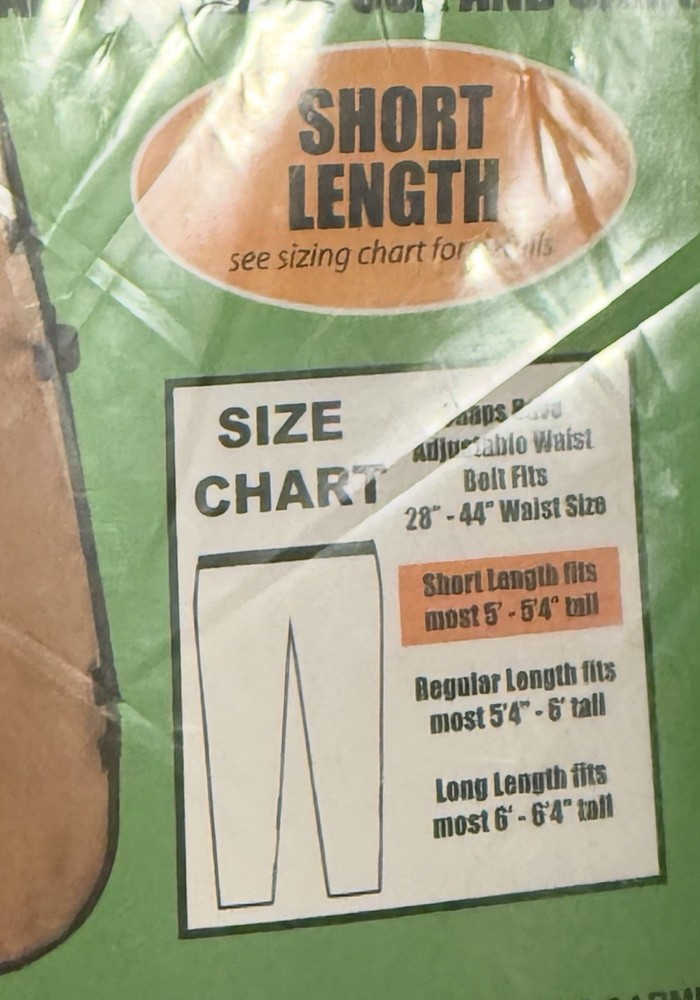 AND
SHORT
LENGTH
see sizing chart for
SIZE
CHART
Adjustable Waist
Belt Fits
28" - 44" Waist Size
Short Length fits
most 5' - 5'4" tall
Regular Length fits
most 5'4" - 6' tall
Long Length fits
most 6' - 6'4" tall